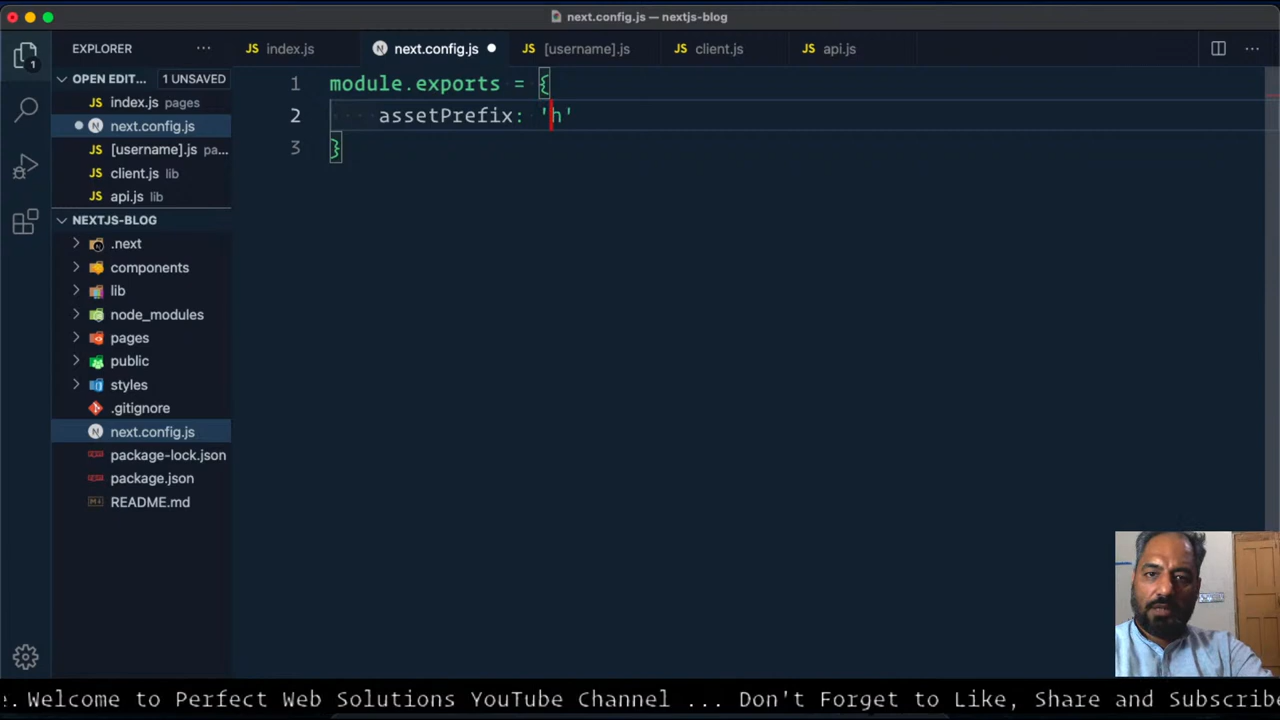 next.config.js — nextjs-blog
EXPLORER
index.js
next.config.js
[username].js
client.js
api.js
OPEN EDIT... 1 UNSAVED
index.js pages
next.config.js
[username].js pa...
client.js lib
api.js lib
NEXTJS-BLOG
.next
components
lib
node_modules
pages
public
styles
.gitignore
next.config.js
package-lock.json
package.json
README.md
1 module.exports = {
2 assetPrefix: 'h'
3 }
e. Welcome to Perfect Web Solutions YouTube Channel ... Don't Forget to Like, Share and Subscribe